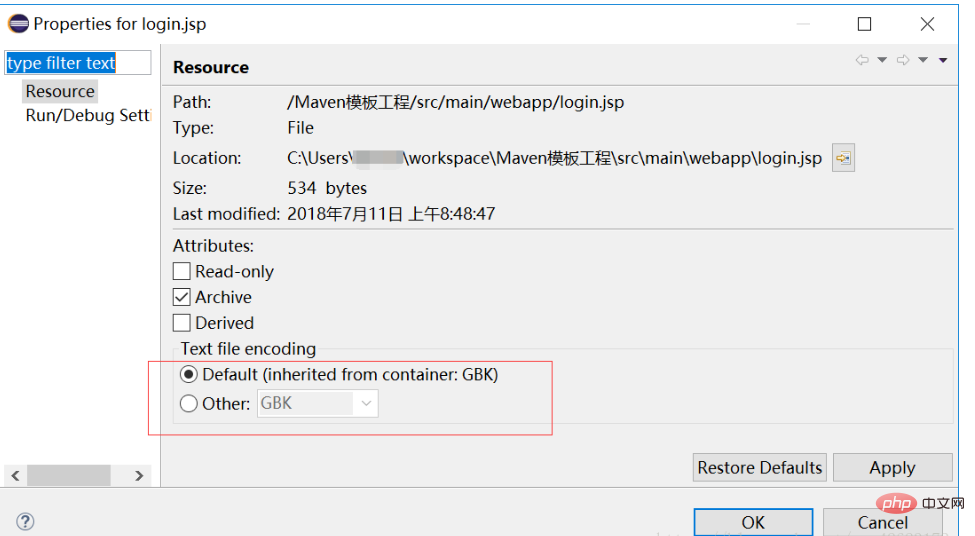 Properties for login.jsp
type filter text
Resource
Run/Debug Setti
Resource
Path: /Maven模板工程/src/main/webapp/login.jsp
Type: File
Location: C:\Users\ \workspace\Maven模板工程\src\main\webapp\login.jsp
Size: 534 bytes
Last modified: 2018年7月11日 上午8:48:47
Attributes:
Read-only
Archive
Derived
Text file encoding
Default (inherited from container: GBK)
Other: GBK
Restore Defaults Apply
php 中文网
OK Cancel